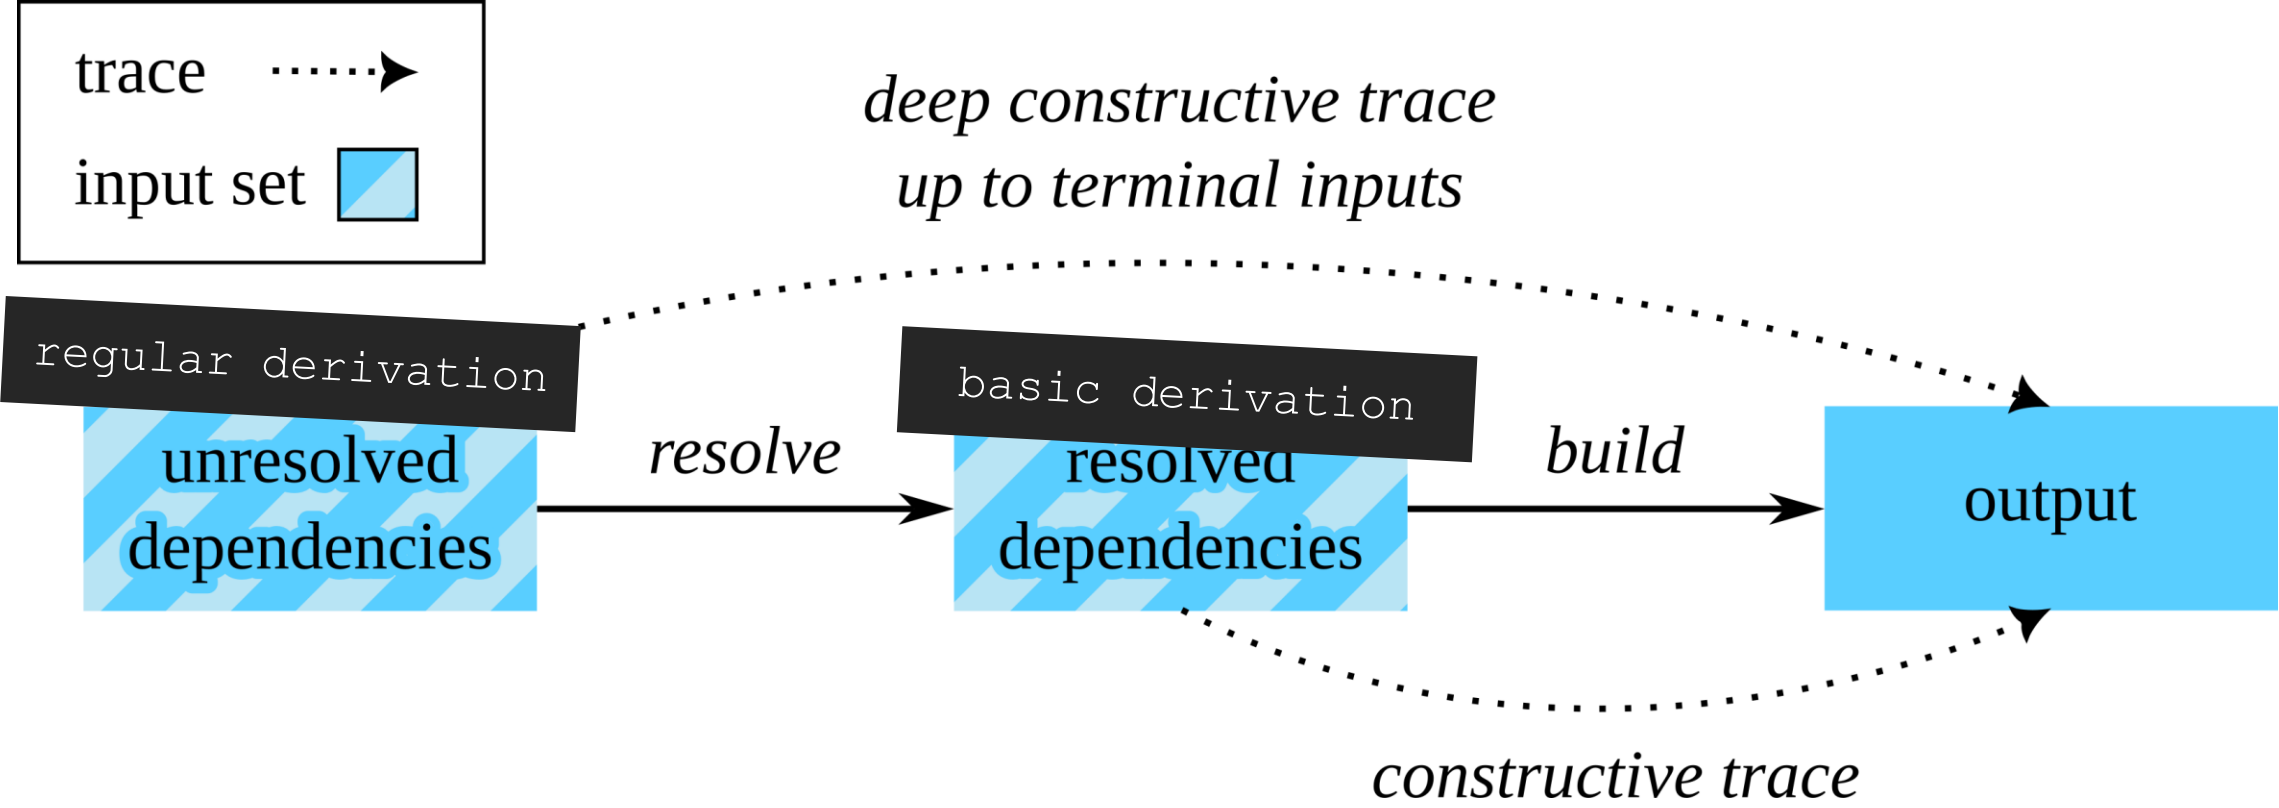 trace
input set
deep constructive trace
up to terminal inputs
regular derivation
basic derivation
unresolved
dependencies
resolve
resolved
dependencies
build
output
constructive trace